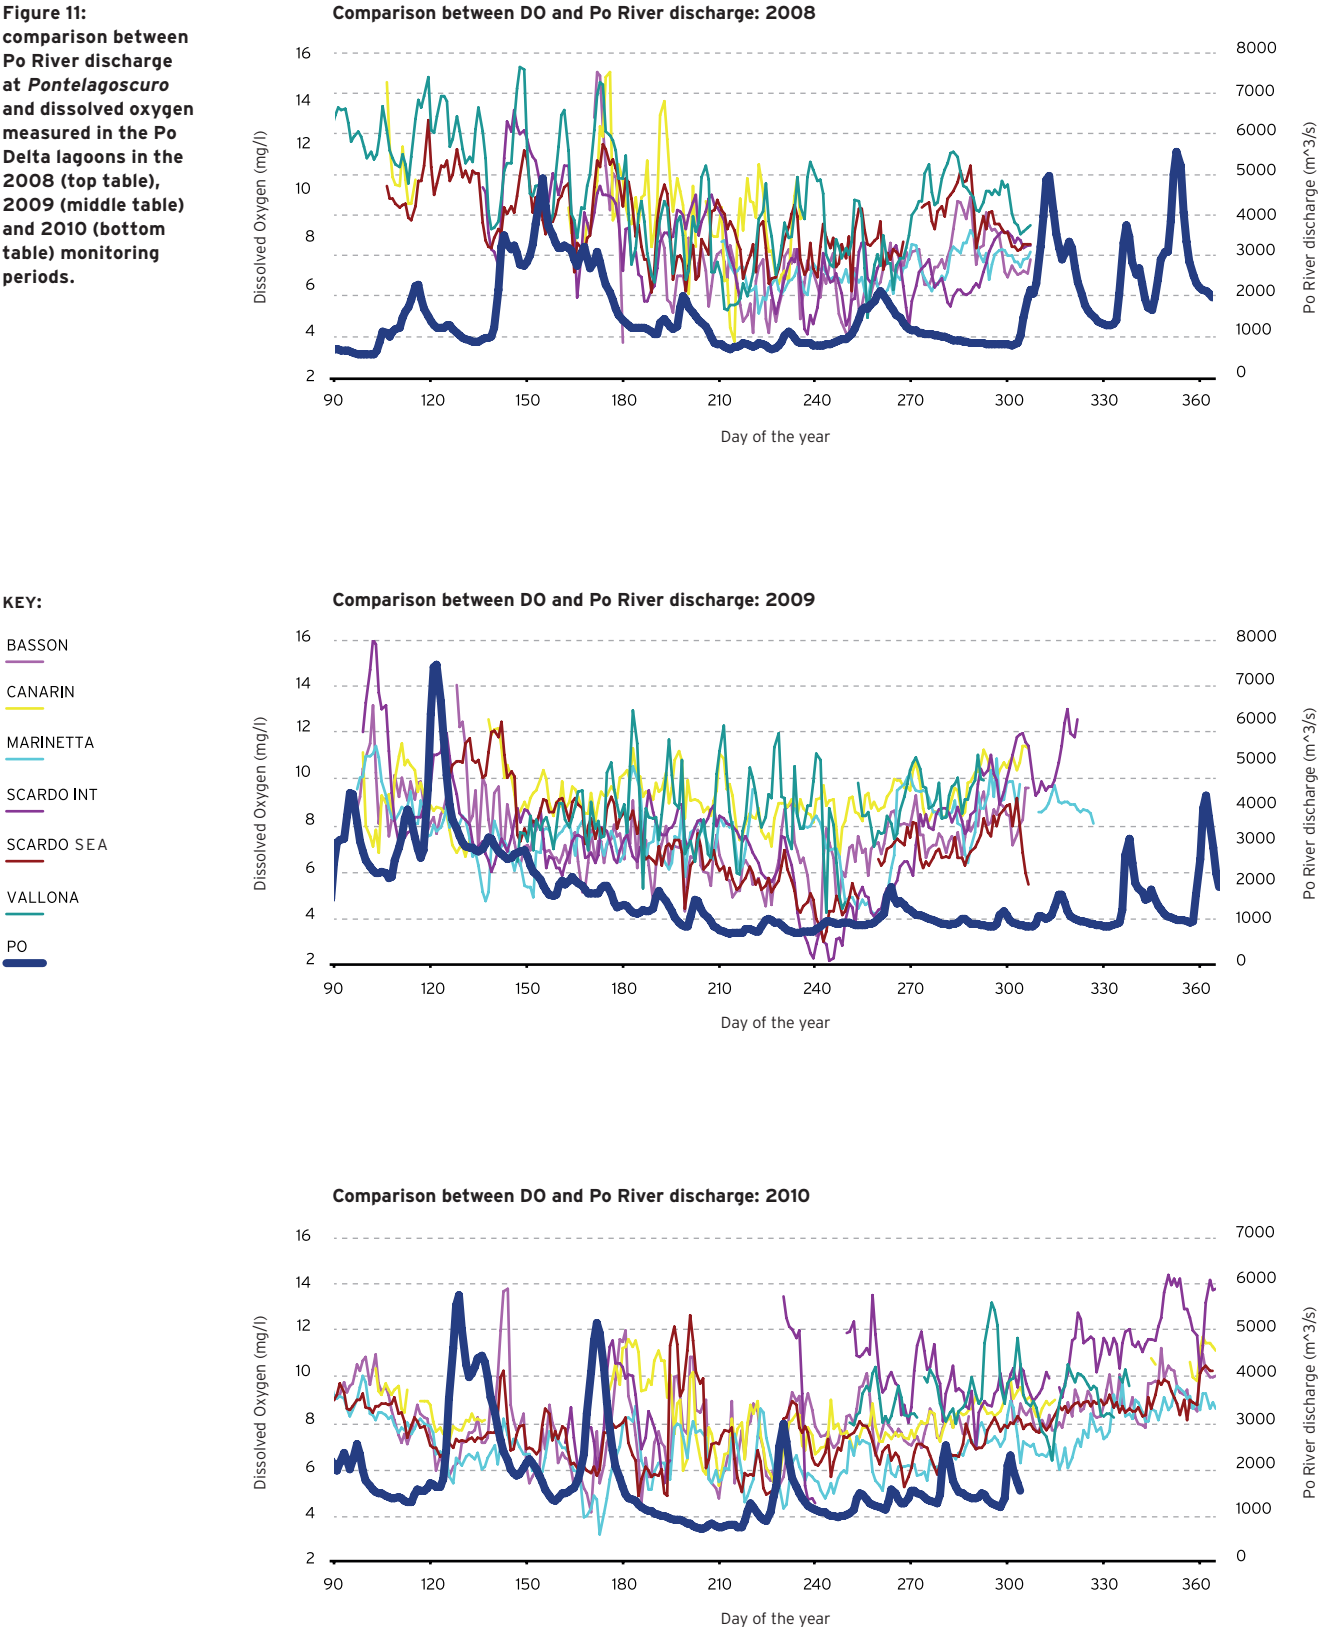 Figure 11:
comparison between
Po River discharge
at Pontelagoscuro
and dissolved oxygen
measured in the Po
Delta lagoons in the
2008 (top table),
2009 (middle table)
and 2010 (bottom
table) monitoring
periods.
Comparison between DO and Po River discharge: 2008
16
14
12
10
8
6
4
2
Dissolved Oxygen (mg/l)
8000
7000
6000
5000
4000
3000
2000
1000
0
Po River discharge (m^3/s)
90 120 150 180 210 240 270 300 330 360
Day of the year
KEY:
BASSON
CANARIN
MARINETTA
SCARDO INT
SCARDO SEA
VALLONA
PO
Comparison between DO and Po River discharge: 2009
16
14
12
10
8
6
4
2
Dissolved Oxygen (mg/l)
8000
7000
6000
5000
4000
3000
2000
1000
0
Po River discharge (m^3/s)
90 120 150 180 210 240 270 300 330 360
Day of the year
Comparison between DO and Po River discharge: 2010
16
14
12
10
8
6
4
2
Dissolved Oxygen (mg/l)
7000
6000
5000
4000
3000
2000
1000
0
Po River discharge (m^3/s)
90 120 150 180 210 240 270 300 330 360
Day of the year